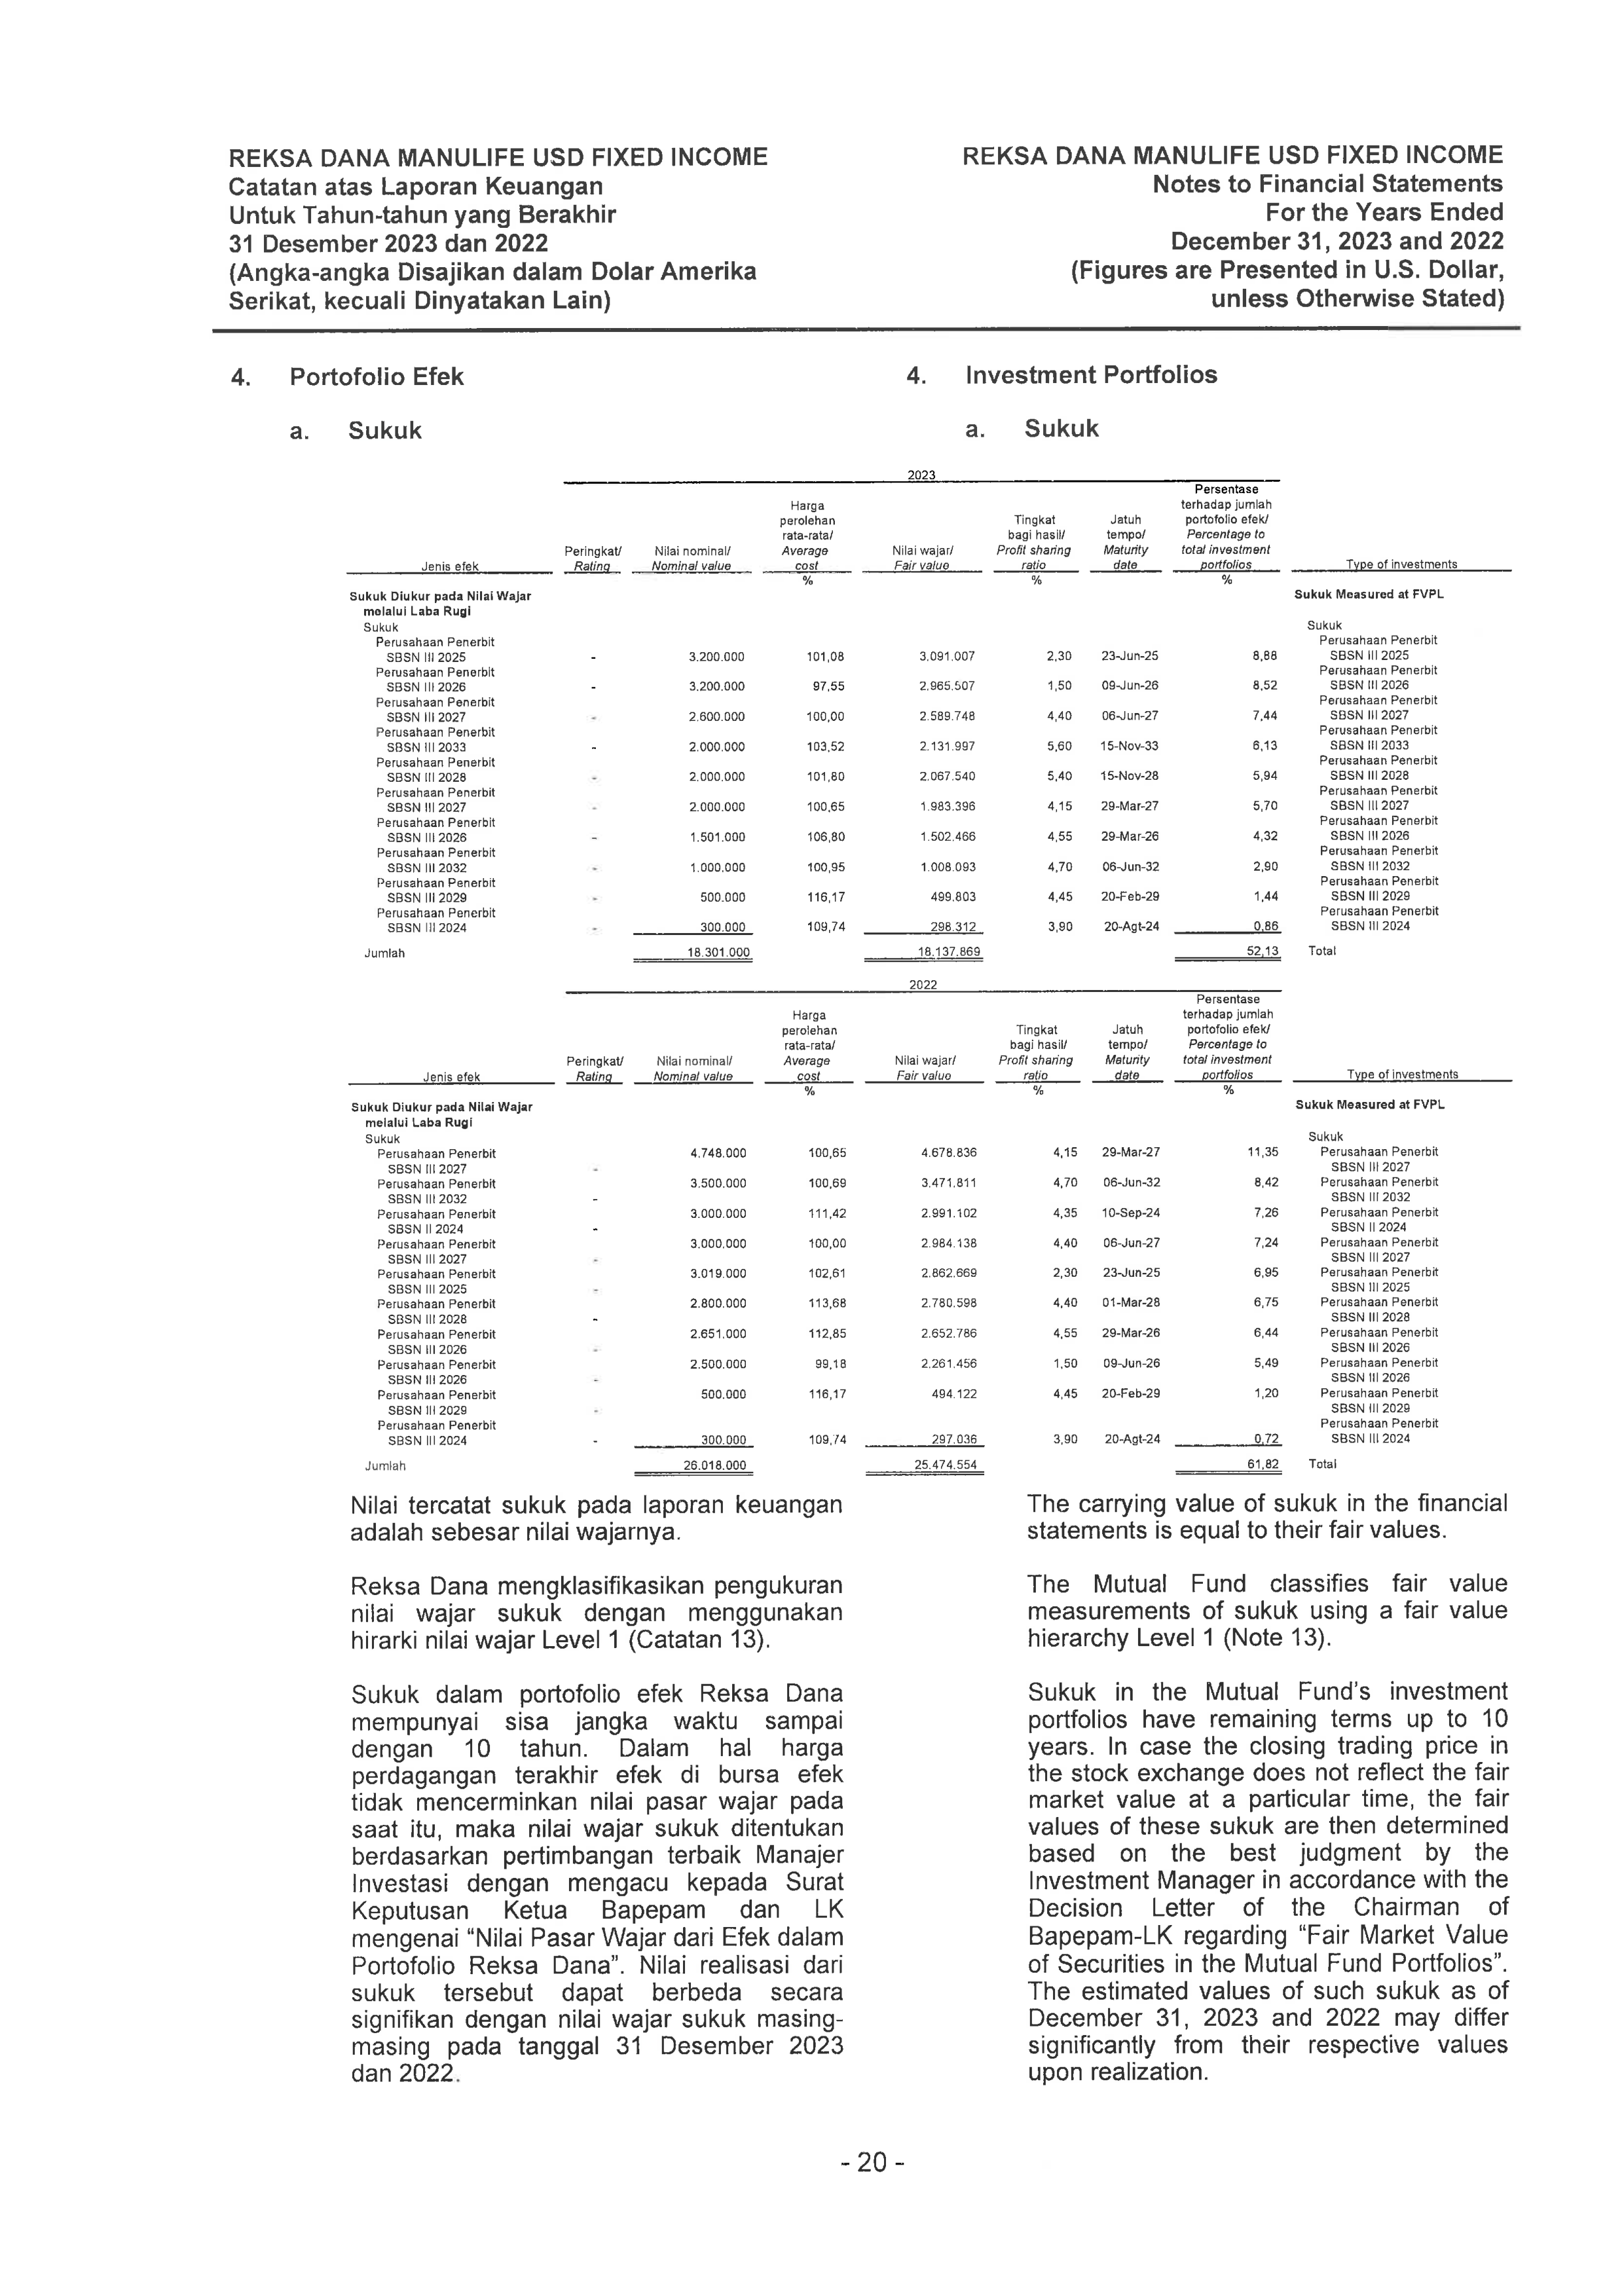 REKSA DANA MANULIFE USD FIXED INCOME
Catatan atas Laporan Keuangan
Untuk Tahun-tahun yang Berakhir
31 Desember 2023 dan 2022
(Angka-angka Disajikan dalam Dolar Amerika
Serikat, kecuali Dinyatakan Lain)
REKSA DANA MANULIFE USD FIXED INCOME
Notes to Financial Statements
For the Years Ended
December 31, 2023 and 2022
(Figures are Presented in U.S. Dollar,
unless Otherwise Stated)
4. Portofolio Efek
4. Investment Portfolios
a. Sukuk
a. Sukuk
2023
Jenis efek
Peringkat/
Rating
Nilai nominal/
Nominal value
Harga
perolehan
rata-rata/
Average
cost
%
Nilai wajar/
Fair value
Tingkat
bagi hasil/
Profit sharing
ratio
%
Jatuh
tempo/
Maturity
date
Persentase
terhadap jumlah
portofolio efek/
Percentage to
total investment
portfolios
%
Type of investments
Sukuk Diukur pada Nilai Wajar
melalui Laba Rugi
Sukuk Measured at FVPL
Sukuk
Sukuk
Perusahaan Penerbit
Perusahaan Penerbit
SBSN III 2025 - 3.200.000 101,08 3.091.007 2,30 23-Jun-25 8,88 SBSN III 2025
Perusahaan Penerbit
Perusahaan Penerbit
SBSN III 2026 - 3.200.000 97,55 2.965.507 1,50 09-Jun-26 8,52 SBSN III 2026
Perusahaan Penerbit
Perusahaan Penerbit
SBSN III 2027 - 2.600.000 100,00 2.589.748 4,40 06-Jun-27 7,44 SBSN III 2027
Perusahaan Penerbit
Perusahaan Penerbit
SBSN III 2033 - 2.000.000 103,52 2.131.997 5,60 15-Nov-33 6,13 SBSN III 2033
Perusahaan Penerbit
Perusahaan Penerbit
SBSN III 2028 - 2.000.000 101,80 2.067.540 5,40 15-Nov-28 5,94 SBSN III 2028
Perusahaan Penerbit
Perusahaan Penerbit
SBSN III 2027 - 2.000.000 100,65 1.983.396 4,15 29-Mar-27 5,70 SBSN III 2027
Perusahaan Penerbit
Perusahaan Penerbit
SBSN III 2026 - 1.501.000 106,80 1.502.466 4,55 29-Mar-26 4,32 SBSN III 2026
Perusahaan Penerbit
Perusahaan Penerbit
SBSN III 2032 - 1.000.000 100,95 1.008.093 4,70 06-Jun-32 2,90 SBSN III 2032
Perusahaan Penerbit
Perusahaan Penerbit
SBSN III 2029 - 500.000 116,17 499.803 4,45 20-Feb-29 1,44 SBSN III 2029
Perusahaan Penerbit
Perusahaan Penerbit
SBSN III 2024 - 300.000 109,74 298.312 3,90 20-Agt-24 0,86 SBSN III 2024
Jumlah 18.301.000 18.137.869 52,13 Total
2022
Jenis efek
Peringkat/
Rating
Nilai nominal/
Nominal value
Harga
perolehan
rata-rata/
Average
cost
%
Nilai wajar/
Fair value
Tingkat
bagi hasil/
Profit sharing
ratio
%
Jatuh
tempo/
Maturity
date
Persentase
terhadap jumlah
portofolio efek/
Percentage to
total investment
portfolios
%
Type of investments
Sukuk Diukur pada Nilai Wajar
melalui Laba Rugi
Sukuk Measured at FVPL
Sukuk
Sukuk
Perusahaan Penerbit 4.748.000 100,65 4.678.836 4,15 29-Mar-27 11,35 Perusahaan Penerbit
SBSN III 2027 - SBSN III 2027
Perusahaan Penerbit 3.500.000 100,69 3.471.811 4,70 06-Jun-32 8,42 Perusahaan Penerbit
SBSN III 2032 - SBSN III 2032
Perusahaan Penerbit 3.000.000 111,42 2.991.102 4,35 10-Sep-24 7,26 Perusahaan Penerbit
SBSN II 2024 - SBSN II 2024
Perusahaan Penerbit 3.000.000 100,00 2.984.138 4,40 06-Jun-27 7,24 Perusahaan Penerbit
SBSN III 2027 - SBSN III 2027
Perusahaan Penerbit 3.019.000 102,61 2.862.669 2,30 23-Jun-25 6,95 Perusahaan Penerbit
SBSN III 2025 - SBSN III 2025
Perusahaan Penerbit 2.800.000 113,68 2.780.598 4,40 01-Mar-28 6,75 Perusahaan Penerbit
SBSN III 2028 - SBSN III 2028
Perusahaan Penerbit 2.651.000 112,85 2.652.786 4,55 29-Mar-26 6,44 Perusahaan Penerbit
SBSN III 2026 - SBSN III 2026
Perusahaan Penerbit 2.500.000 99,18 2.261.456 1,50 09-Jun-26 5,49 Perusahaan Penerbit
SBSN III 2026 - SBSN III 2026
Perusahaan Penerbit 500.000 116,17 494.122 4,45 20-Feb-29 1,20 Perusahaan Penerbit
SBSN III 2029 - SBSN III 2029
Perusahaan Penerbit
Perusahaan Penerbit
SBSN III 2024 - 300.000 109,74 297.036 3,90 20-Agt-24 0,72 SBSN III 2024
Jumlah 26.018.000 25.474.554 61,82 Total
Nilai tercatat sukuk pada laporan keuangan
adalah sebesar nilai wajarnya.
Reksa Dana mengklasifikasikan pengukuran
nilai wajar sukuk dengan menggunakan
hirarki nilai wajar Level 1 (Catatan 13).
Sukuk dalam portofolio efek Reksa Dana
mempunyai sisa jangka waktu sampai
dengan 10 tahun. Dalam hal harga
perdagangan terakhir efek di bursa efek
tidak mencerminkan nilai pasar wajar pada
saat itu, maka nilai wajar sukuk ditentukan
berdasarkan pertimbangan terbaik Manajer
Investasi dengan mengacu kepada Surat
Keputusan Ketua Bapepam dan LK
mengenai “Nilai Pasar Wajar dari Efek dalam
Portofolio Reksa Dana”. Nilai realisasi dari
sukuk tersebut dapat berbeda secara
signifikan dengan nilai wajar sukuk masing-
masing pada tanggal 31 Desember 2023
dan 2022.
The carrying value of sukuk in the financial
statements is equal to their fair values.
The Mutual Fund classifies fair value
measurements of sukuk using a fair value
hierarchy Level 1 (Note 13).
Sukuk in the Mutual Fund’s investment
portfolios have remaining terms up to 10
years. In case the closing trading price in
the stock exchange does not reflect the fair
market value at a particular time, the fair
values of these sukuk are then determined
based on the best judgment by the
Investment Manager in accordance with the
Decision Letter of the Chairman of
Bapepam-LK regarding “Fair Market Value
of Securities in the Mutual Fund Portfolios”.
The estimated values of such sukuk as of
December 31, 2023 and 2022 may differ
significantly from their respective values
upon realization.
- 20 -